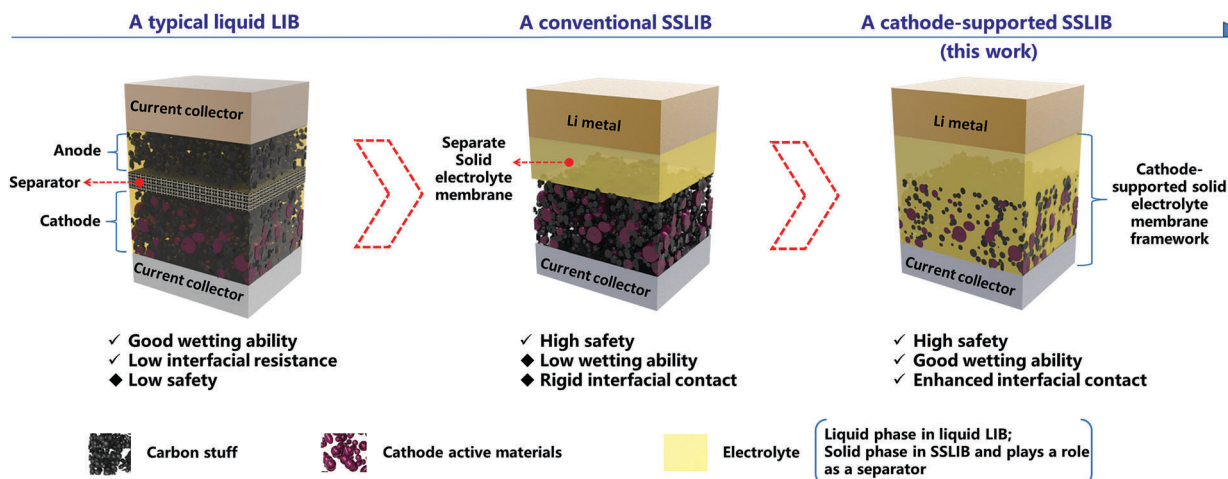 A typical liquid LIB
A conventional SSLIB
A cathode-supported SSLIB
(this work)
Current collector
Anode
Separator
Cathode
Current collector
Li metal
Separate
Solid
electrolyte
membrane
Current collector
Li metal
Cathode-
supported solid
electrolyte
membrane
framework
Current collector
✓ Good wetting ability
✓ Low interfacial resistance
◆ Low safety
✓ High safety
◆ Low wetting ability
◆ Rigid interfacial contact
✓ High safety
✓ Good wetting ability
✓ Enhanced interfacial contact
Carbon stuff
Cathode active materials
Electrolyte
Liquid phase in liquid LIB;
Solid phase in SSLIB and plays a role
as a separator